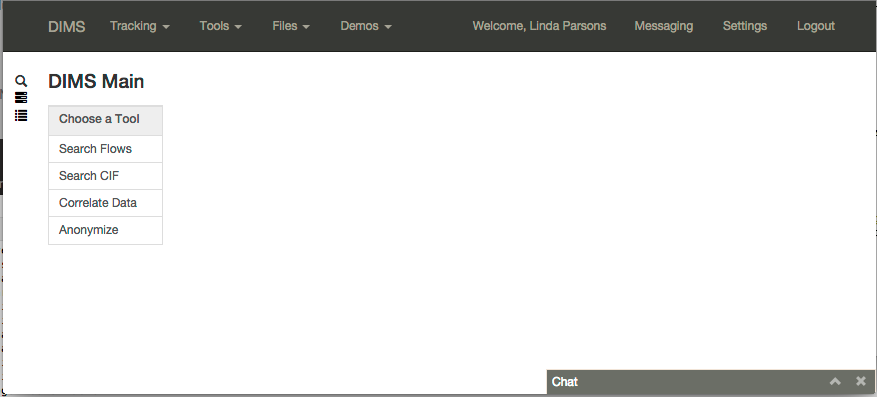 DIMS Tracking Tools Files Demos Welcome, Linda Parsons Messaging Settings Logout
DIMS Main
Choose a Tool
Search Flows
Search CIF
Correlate Data
Anonymize
Chat